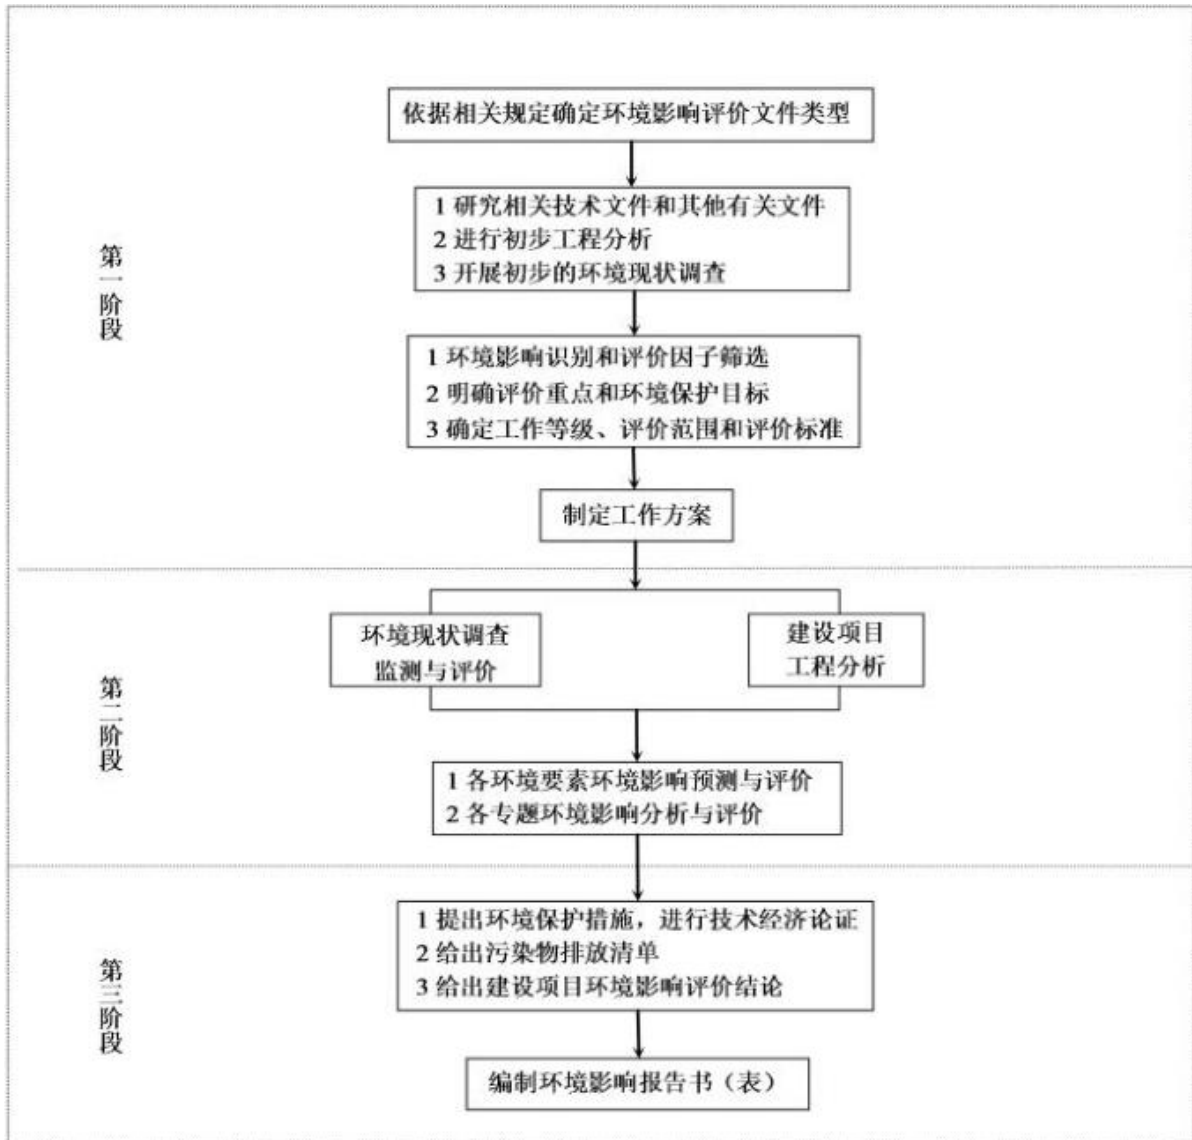 依据相关规定确定环境影响评价文件类型
1 研究相关技术文件和其他有关文件
2 进行初步工程分析
3 开展初步的环境现状调查
第一阶段
1 环境影响识别和评价因子筛选
2 明确评价重点和环境保护目标
3 确定工作等级、评价范围和评价标准
制定工作方案
环境现状调查
监测与评价
建设项目
工程分析
第二阶段
1 各环境要素环境影响预测与评价
2 各专题环境影响分析与评价
1 提出环境保护措施，进行技术经济论证
2 给出污染物排放清单
3 给出建设项目环境影响评价结论
第三阶段
编制环境影响报告书（表）